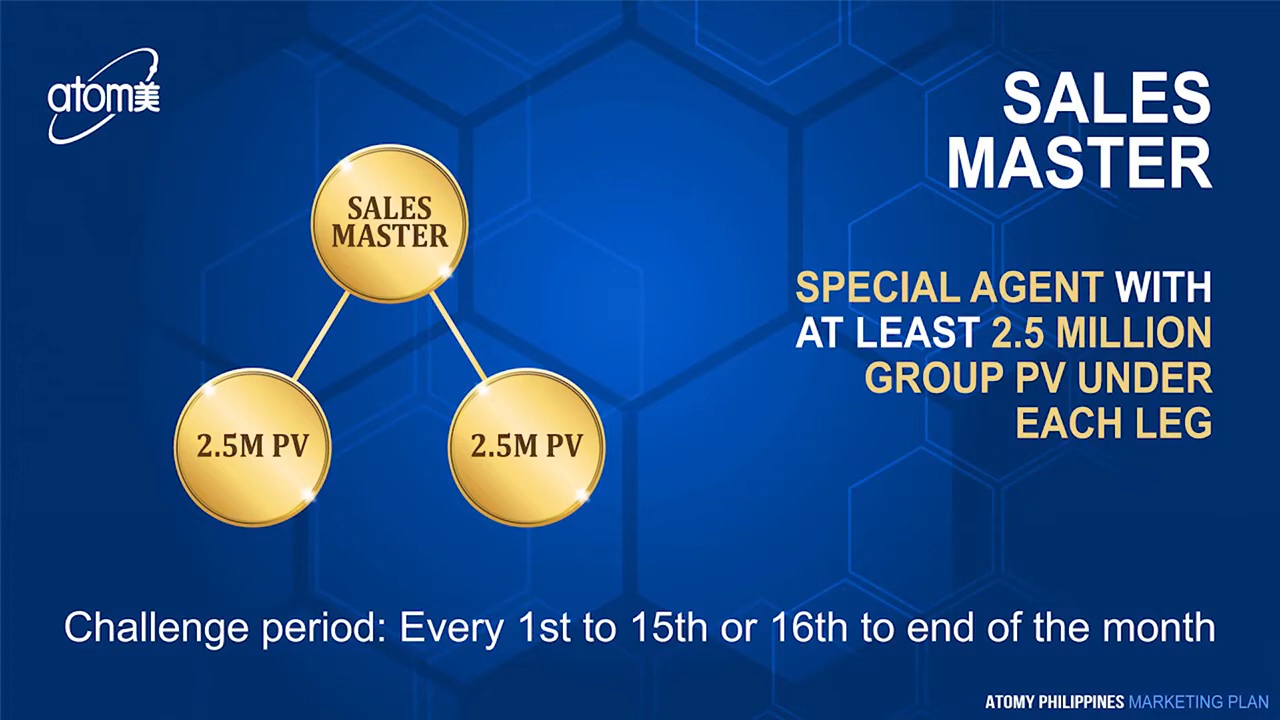 atom美
SALES
MASTER
SALES
MASTER
SPECIAL AGENT WITH
AT LEAST 2.5 MILLION
GROUP PV UNDER
EACH LEG
2.5M PV
2.5M PV
Challenge period: Every 1st to 15th or 16th to end of the month
ATOMY PHILIPPINES MARKETING PLAN